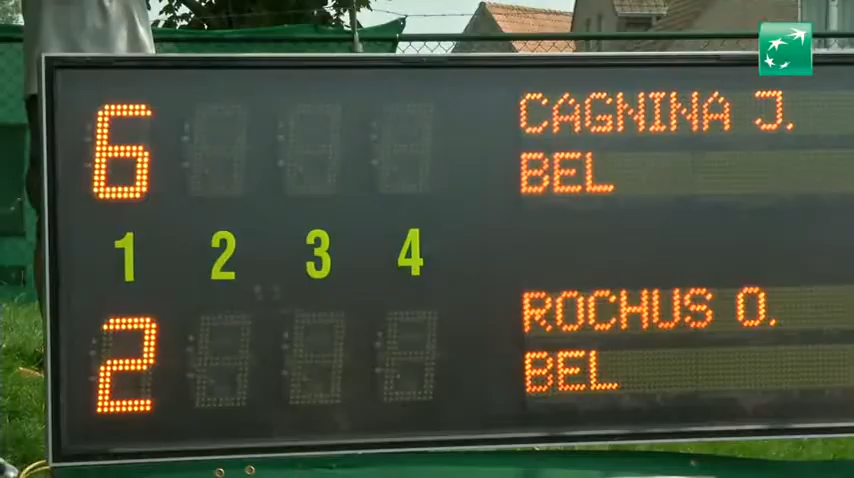 6 CAGNINA J.
BEL
1 2 3 4
2 ROCHUS O.
BEL